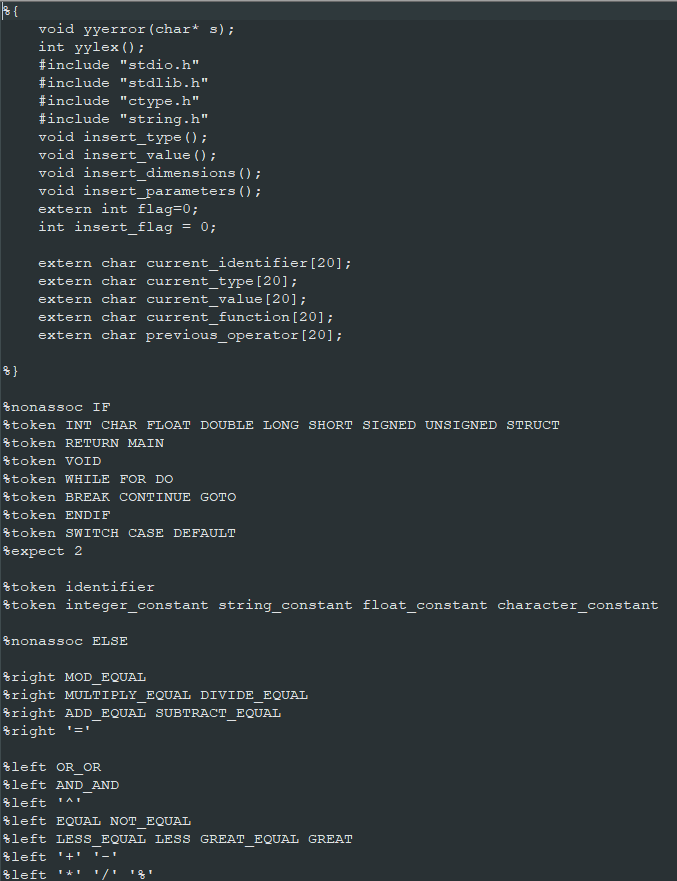 %{
    void yyerror(char* s);
    int yylex();
    #include "stdio.h"
    #include "stdlib.h"
    #include "ctype.h"
    #include "string.h"
    void insert_type();
    void insert_value();
    void insert_dimensions();
    void insert_parameters();
    extern int flag=0;
    int insert_flag = 0;

    extern char current_identifier[20];
    extern char current_type[20];
    extern char current_value[20];
    extern char current_function[20];
    extern char previous_operator[20];

%}

%nonassoc IF
%token INT CHAR FLOAT DOUBLE LONG SHORT SIGNED UNSIGNED STRUCT
%token RETURN MAIN
%token VOID
%token WHILE FOR DO
%token BREAK CONTINUE GOTO
%token ENDIF
%token SWITCH CASE DEFAULT
%expect 2

%token identifier
%token integer_constant string_constant float_constant character_constant

%nonassoc ELSE

%right MOD_EQUAL
%right MULTIPLY_EQUAL DIVIDE_EQUAL
%right ADD_EQUAL SUBTRACT_EQUAL
%right '='

%left OR_OR
%left AND_AND
%left '^'
%left EQUAL NOT_EQUAL
%left LESS_EQUAL LESS GREAT_EQUAL GREAT
%left '+' '-'
%left '*' '/' '%'